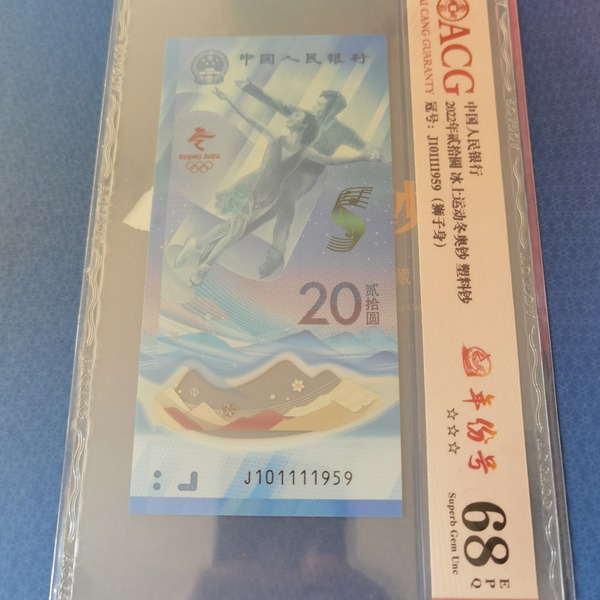 中国人民银行
BEIJING 2022
20
贰拾圆
J101111959
ACG
CANG GUARANTY
中国人民银行
2022年贰拾圆 冰上运动冬奥钞 塑料钞
冠号：J101111959（狮子身）
年份号
☆☆☆
68
EPQ
Superb Gem Unc